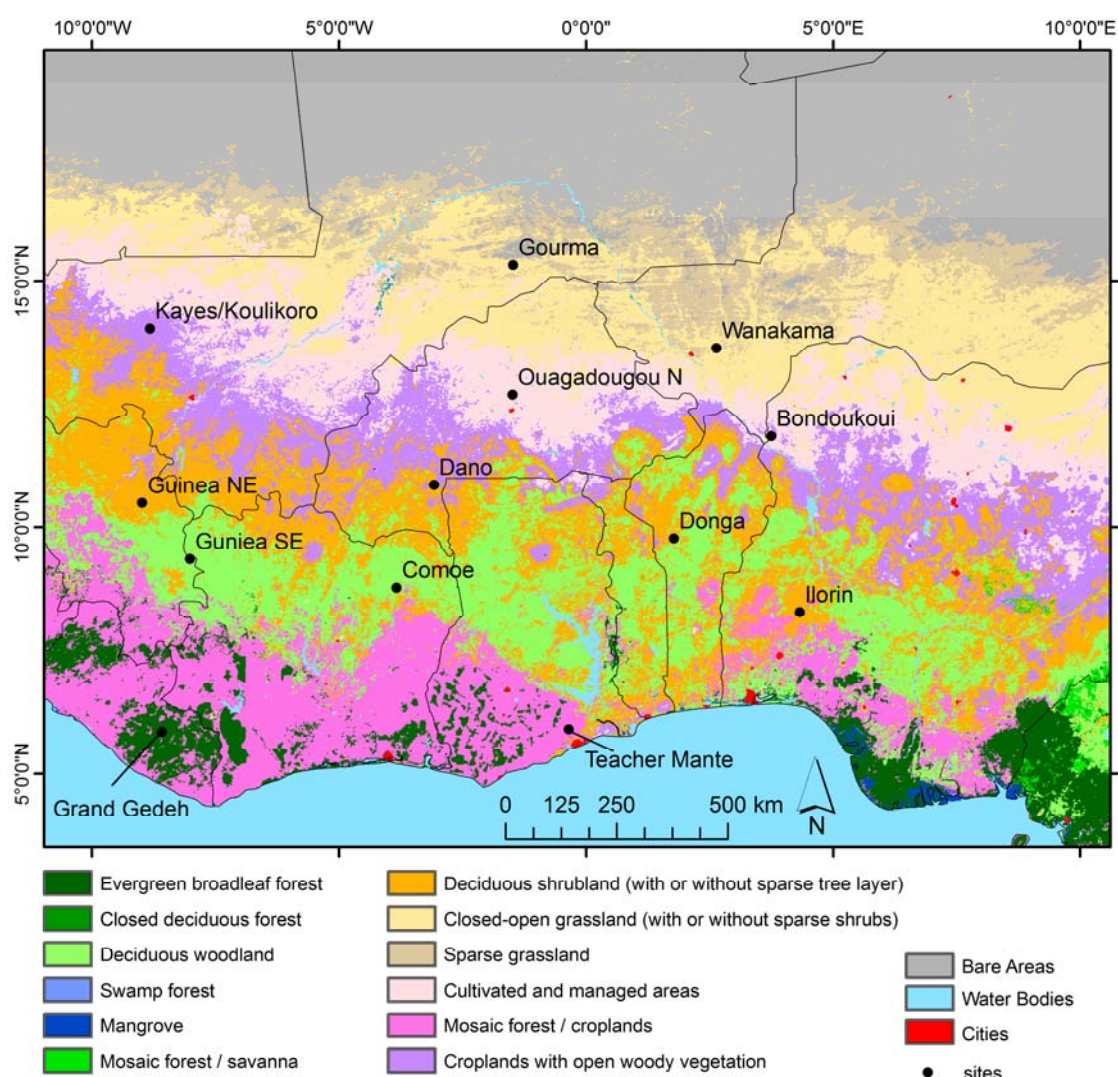 10°0'0"W 5°0'0"W 0°0'0" 5°0'0"E 10°0'0"E
15°0'0"N
10°0'0"N
5°0'0"N
Gourma
Kayes/Koulikoro
Wanakama
Ouagadougou N
Bondoukoui
Dano
Guinea NE
Donga
Guniea SE
Comoe
Ilorin
Teacher Mante
Grand Gedeh
0 125 250 500 km
N
Evergreen broadleaf forest
Closed deciduous forest
Deciduous woodland
Swamp forest
Mangrove
Mosaic forest / savanna
Deciduous shrubland (with or without sparse tree layer)
Closed-open grassland (with or without sparse shrubs)
Sparse grassland
Cultivated and managed areas
Mosaic forest / croplands
Croplands with open woody vegetation
Bare Areas
Water Bodies
Cities
sites